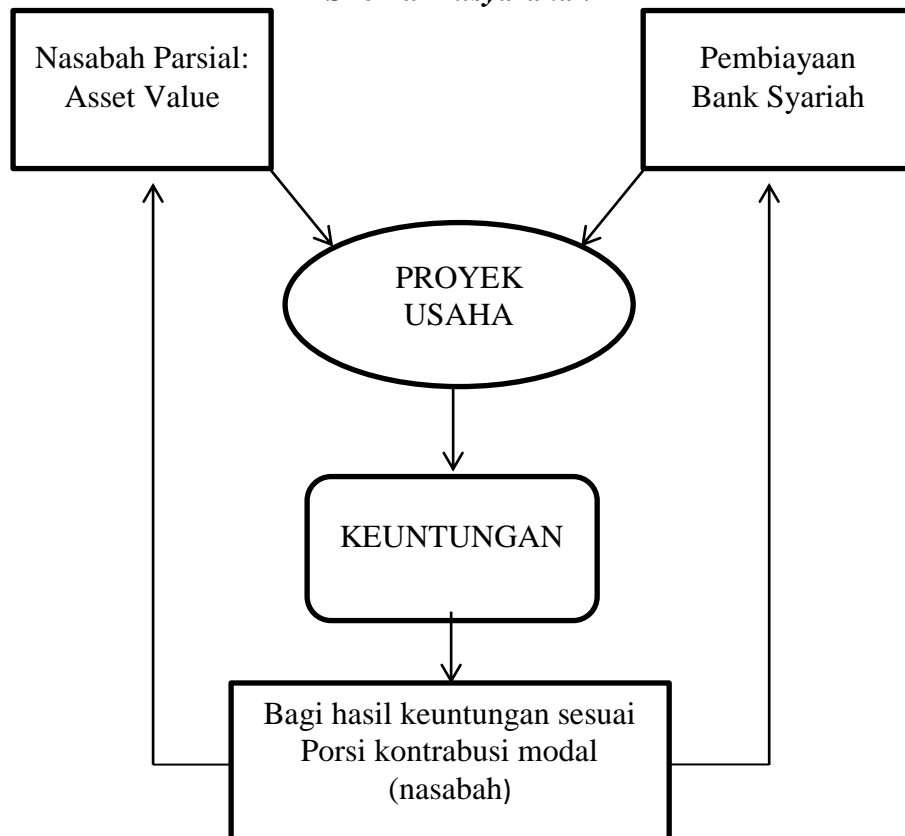 Nasabah Parsial:
Asset Value
Pembiayaan
Bank Syariah
PROYEK
USAHA
KEUNTUNGAN
Bagi hasil keuntungan sesuai
Porsi kontrabusi modal
(nasabah)